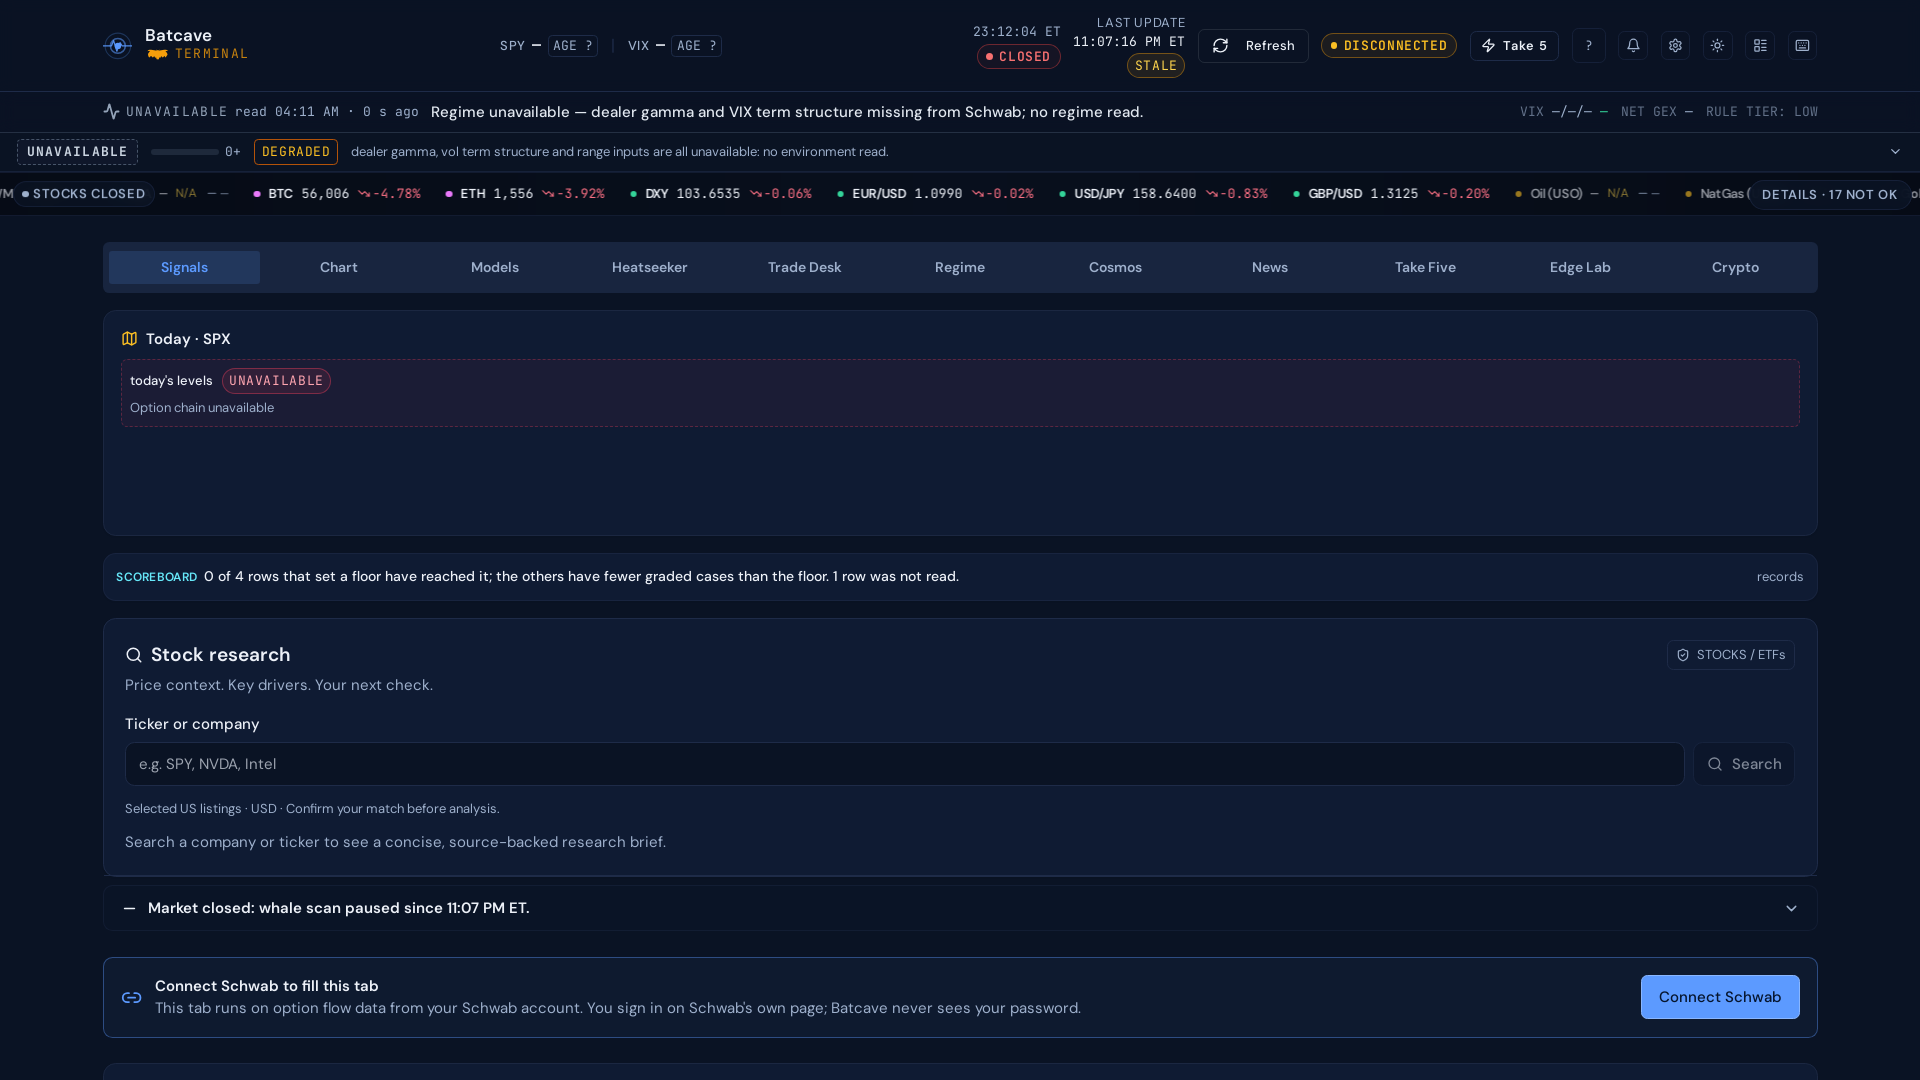 Batcave
TERMINAL
SPY — AGE ? VIX — AGE ?
23:12:04 ET
CLOSED
LAST UPDATE
11:07:16 PM ET
STALE
Refresh
DISCONNECTED
Take 5
?
UNAVAILABLE read 04:11 AM · 0 s ago Regime unavailable — dealer gamma and VIX term structure missing from Schwab; no regime read.
VIX —/—/— — NET GEX — RULE TIER: LOW
UNAVAILABLE 0+ DEGRADED dealer gamma, vol term structure and range inputs are all unavailable: no environment read.
STOCKS CLOSED — N/A — — BTC 56,006 -4.78% ETH 1,556 -3.92% DXY 103.6535 -0.06% EUR/USD 1.0990 -0.02% USD/JPY 158.6400 -0.83% GBP/USD 1.3125 -0.20% Oil (USO) — N/A — — NatGas ( DETAILS · 17 NOT OK
Signals Chart Models Heatseeker Trade Desk Regime Cosmos News Take Five Edge Lab Crypto
Today · SPX
today's levels UNAVAILABLE
Option chain unavailable
SCOREBOARD 0 of 4 rows that set a floor have reached it; the others have fewer graded cases than the floor. 1 row was not read. records
Stock research
STOCKS / ETFs
Price context. Key drivers. Your next check.
Ticker or company
e.g. SPY, NVDA, Intel
Search
Selected US listings · USD · Confirm your match before analysis.
Search a company or ticker to see a concise, source-backed research brief.
— Market closed: whale scan paused since 11:07 PM ET.
Connect Schwab to fill this tab
This tab runs on option flow data from your Schwab account. You sign in on Schwab's own page; Batcave never sees your password.
Connect Schwab